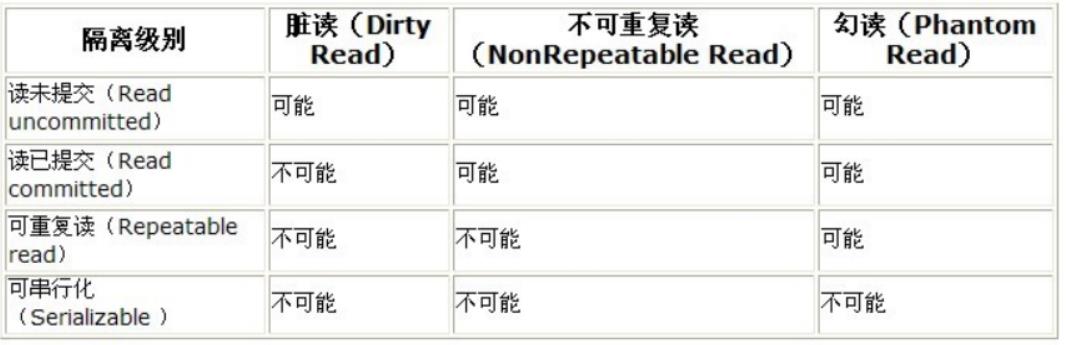 隔离级别 脏读（Dirty Read） 不可重复读（NonRepeatable Read） 幻读（Phantom Read）
读未提交（Read uncommitted） 可能 可能 可能
读已提交（Read committed） 不可能 可能 可能
可重复读（Repeatable read） 不可能 不可能 可能
可串行化（Serializable ） 不可能 不可能 不可能